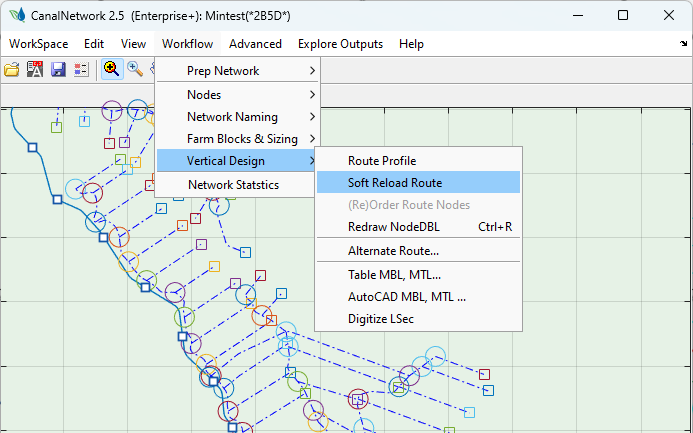 CanalNetwork 2.5 (Enterprise+): Mintest(*2B5D*)
WorkSpace Edit View Workflow Advanced Explore Outputs Help
Prep Network
Nodes
Network Naming
Farm Blocks & Sizing
Vertical Design
Network Statstics
Route Profile
Soft Reload Route
(Re)Order Route Nodes
Redraw NodeDBL Ctrl+R
Alternate Route...
Table MBL, MTL...
AutoCAD MBL, MTL ...
Digitize LSec